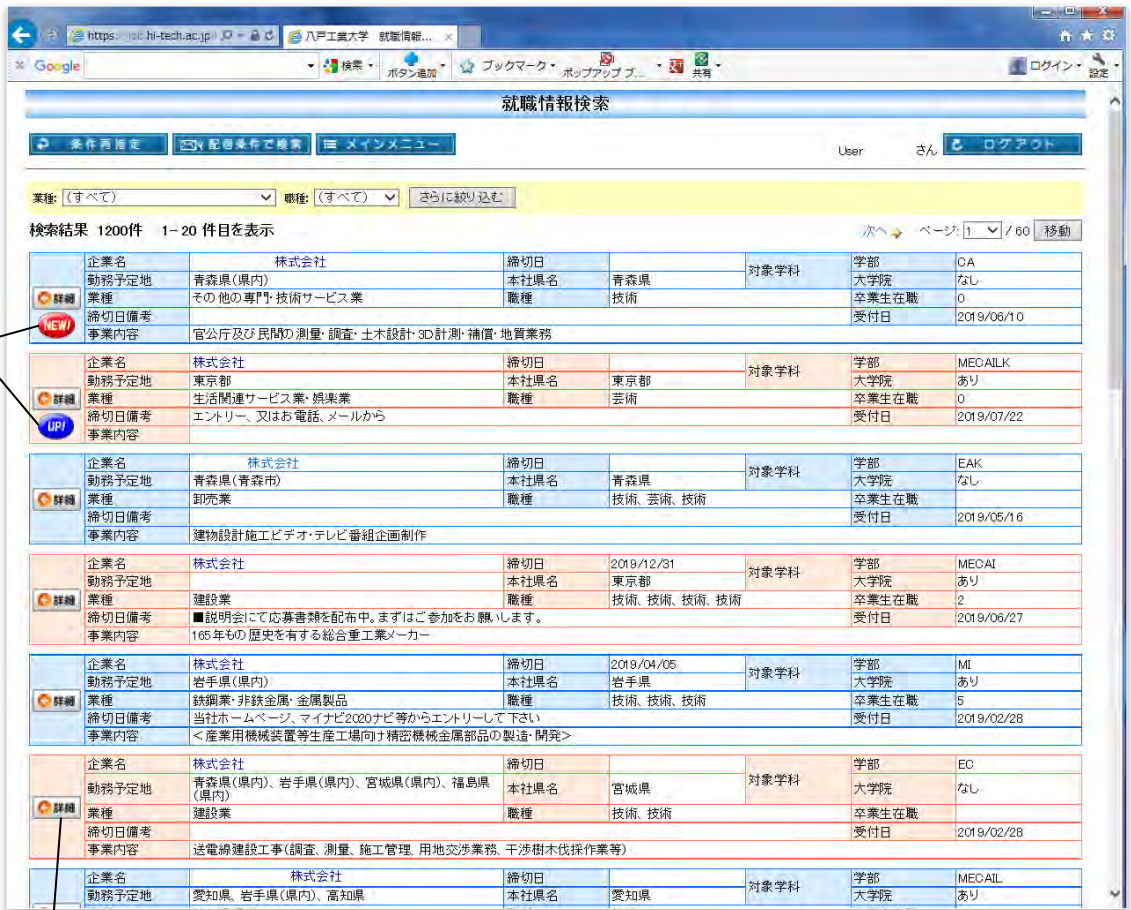 https: hi-tech.ac.jp 八戸工業大学 就職情報... ×
× Google 検索 ボタン追加 ブックマーク ポップアップ ブ... 共有 ログイン 設定
就職情報検索
条件再指定 配信条件で検索 メインメニュー User さん ログアウト
業種: (すべて) 職種: (すべて) さらに絞り込む
検索結果 1200件 1-20 件目を表示 次へ ページ: 1 / 60 移動
企業名 株式会社 締切日 対象学科 学部 CA
勤務予定地 青森県(県内) 本社県名 青森県 大学院 なし
詳細 業種 その他の専門・技術サービス業 職種 技術 卒業生在職 0
NEW! 締切日備考 受付日 2019/06/10
事業内容 官公庁及び民間の測量・調査・土木設計・3D計測・補償・地質業務
企業名 株式会社 締切日 対象学科 学部 MECAILK
勤務予定地 東京都 本社県名 東京都 大学院 あり
詳細 業種 生活関連サービス業・娯楽業 職種 芸術 卒業生在職 0
UP! 締切日備考 エントリー、又はお電話、メールから 受付日 2019/07/22
事業内容
企業名 株式会社 締切日 対象学科 学部 EAK
勤務予定地 青森県(青森市) 本社県名 青森県 大学院 なし
詳細 業種 卸売業 職種 技術、芸術、技術 卒業生在職
締切日備考 受付日 2019/05/16
事業内容 建物設計施工ビデオ・テレビ番組企画制作
企業名 株式会社 締切日 2019/12/31 対象学科 学部 MECAI
勤務予定地 本社県名 東京都 大学院 あり
詳細 業種 建設業 職種 技術、技術、技術、技術 卒業生在職 2
締切日備考 ■説明会にて応募書類を配布中。まずはご参加をお願いします。 受付日 2019/06/27
事業内容 165年もの歴史を有する総合重工業メーカー
企業名 株式会社 締切日 2019/04/05 対象学科 学部 MI
勤務予定地 岩手県(県内) 本社県名 岩手県 大学院 あり
詳細 業種 鉄鋼業・非鉄金属・金属製品 職種 技術、技術、技術 卒業生在職 5
締切日備考 当社ホームページ、マイナビ2020ナビ等からエントリーして下さい 受付日 2019/02/28
事業内容 <産業用機械装置等生産工場向け精密機械金属部品の製造・開発>
企業名 株式会社 締切日 対象学科 学部 EC
勤務予定地 青森県(県内)、岩手県(県内)、宮城県(県内)、福島県
(県内) 本社県名 宮城県 大学院 なし
詳細 業種 建設業 職種 技術、技術 卒業生在職
締切日備考 受付日 2019/02/28
事業内容 送電線建設工事(調査、測量、施工管理、用地交渉業務、干渉樹木伐採作業等)
企業名 株式会社 締切日 対象学科 学部 MECAIL
勤務予定地 愛知県、岩手県(県内)、高知県 本社県名 愛知県 大学院 あり